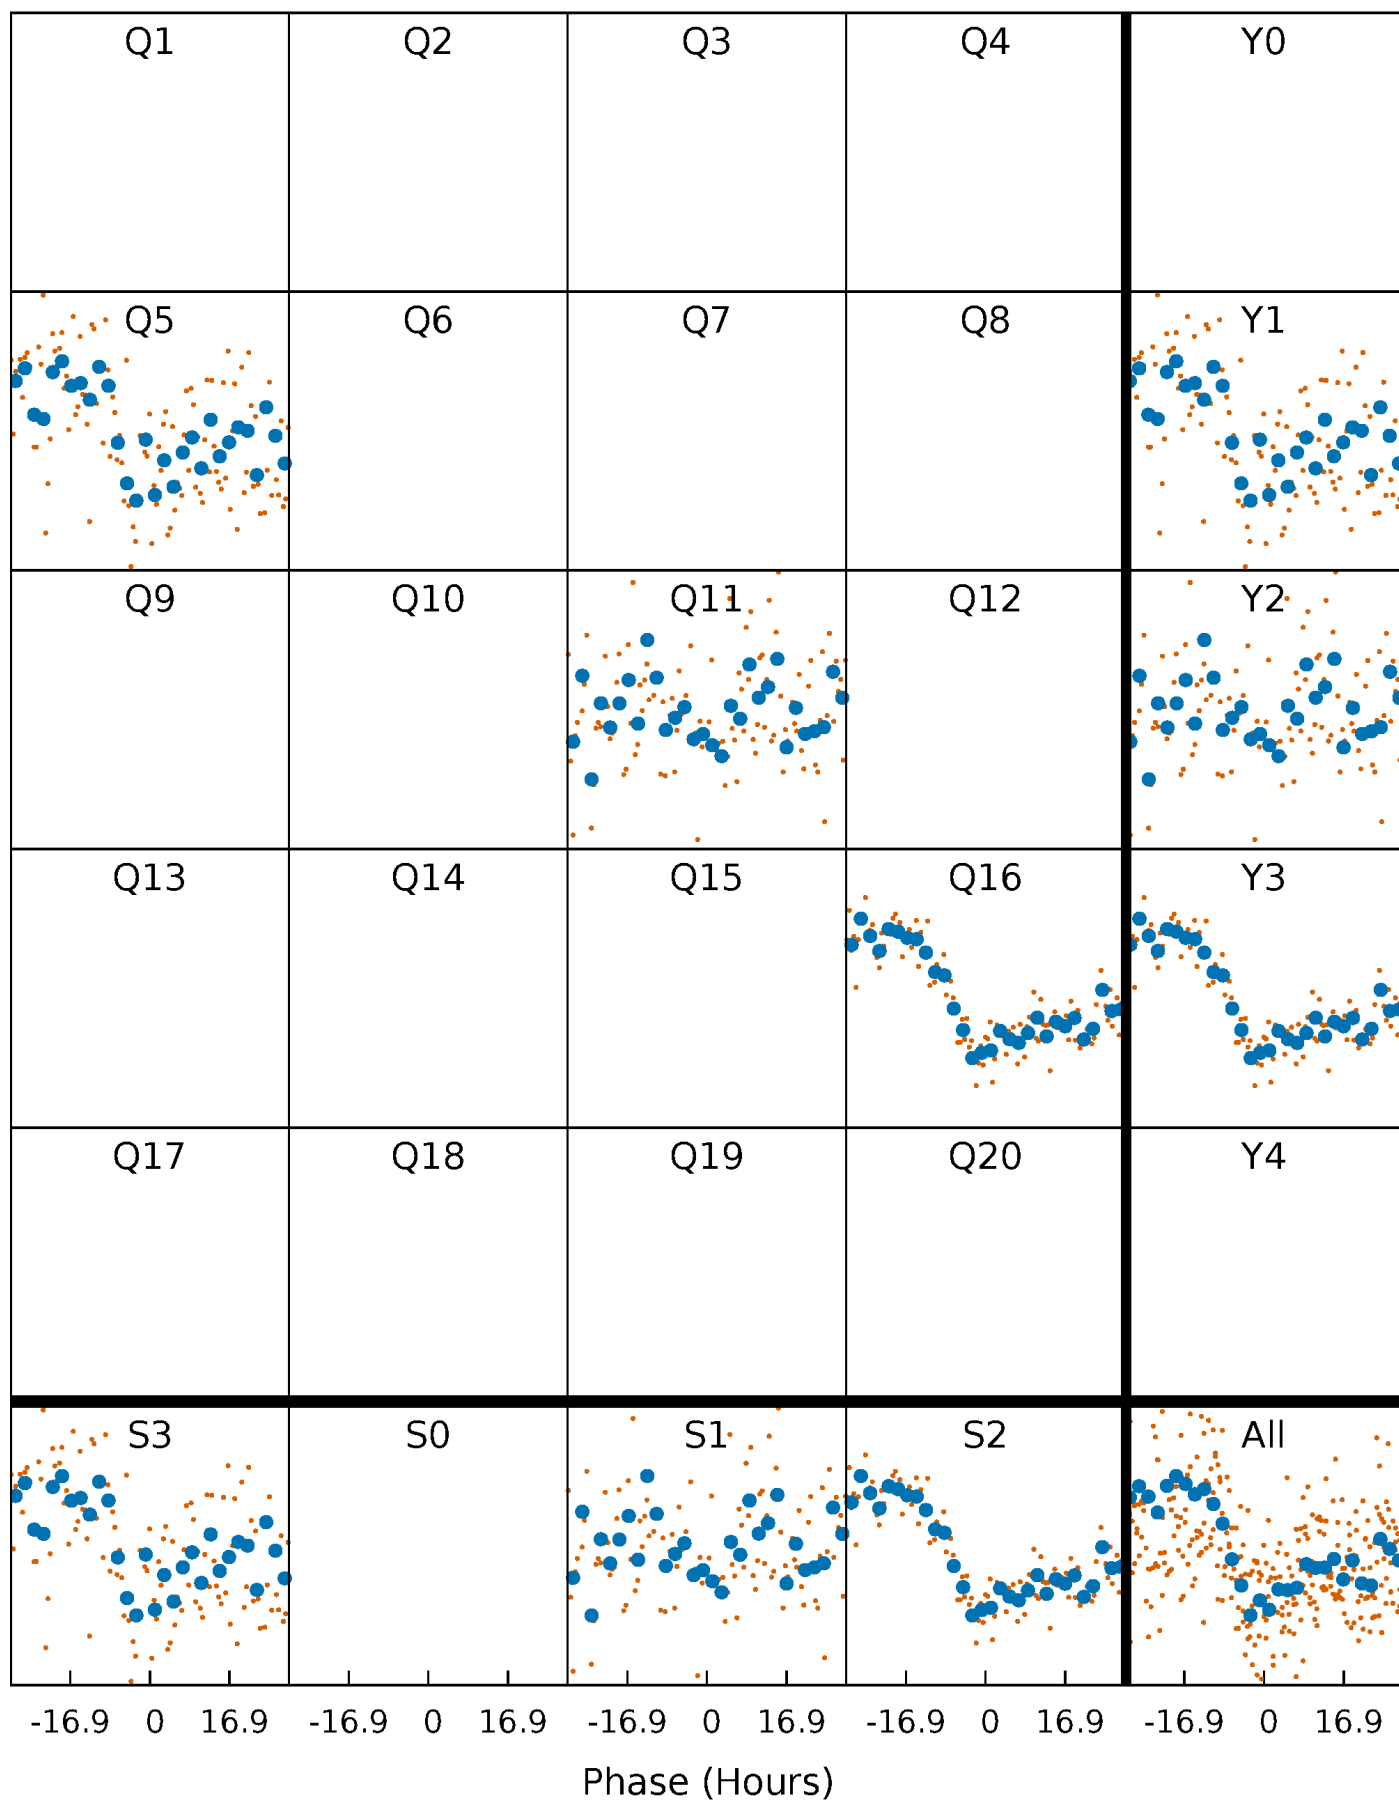 Q1 Q2 Q3 Q4 Y0
Q5 Q6 Q7 Q8 Y1
Q9 Q10 Q11 Q12 Y2
Q13 Q14 Q15 Q16 Y3
Q17 Q18 Q19 Q20 Y4
S3 S0 S1 S2 All
-16.9 0 16.9 -16.9 0 16.9 -16.9 0 16.9 -16.9 0 16.9 -16.9 0 16.9
Phase (Hours)